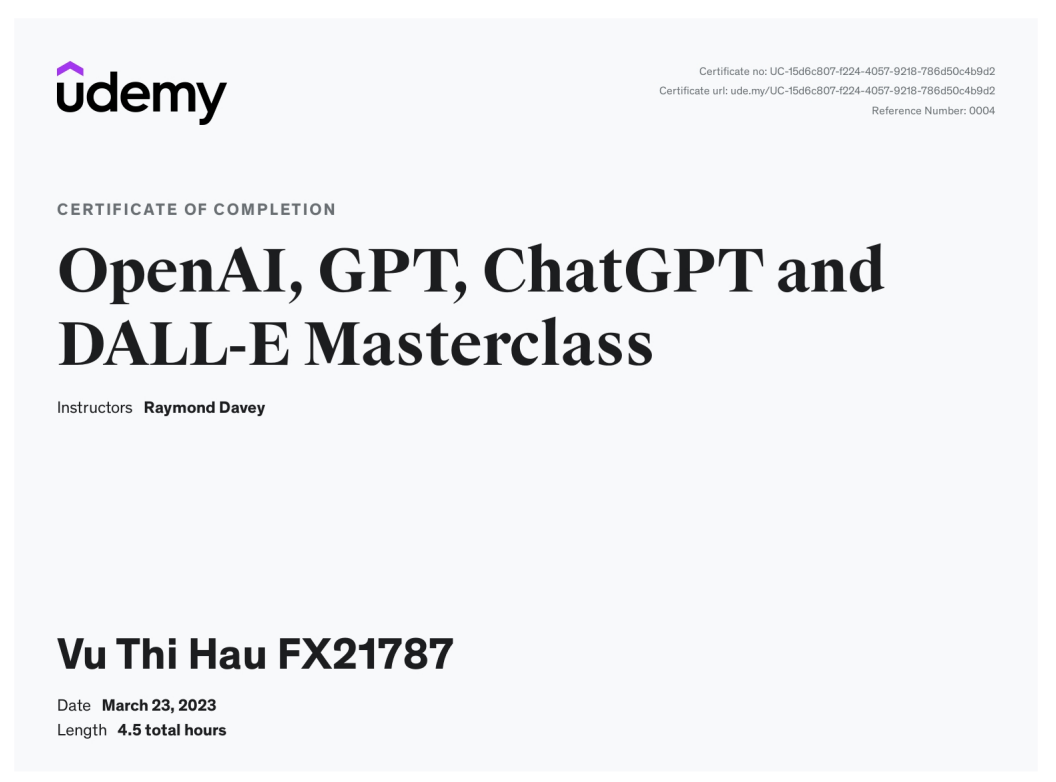 udemy
Certificate no: UC-15d6c807-f224-4057-9218-786d50c4b9d2
Certificate url: ude.my/UC-15d6c807-f224-4057-9218-786d50c4b9d2
Reference Number: 0004
CERTIFICATE OF COMPLETION
OpenAI, GPT, ChatGPT and
DALL-E Masterclass
Instructors Raymond Davey
Vu Thi Hau FX21787
Date March 23, 2023
Length 4.5 total hours